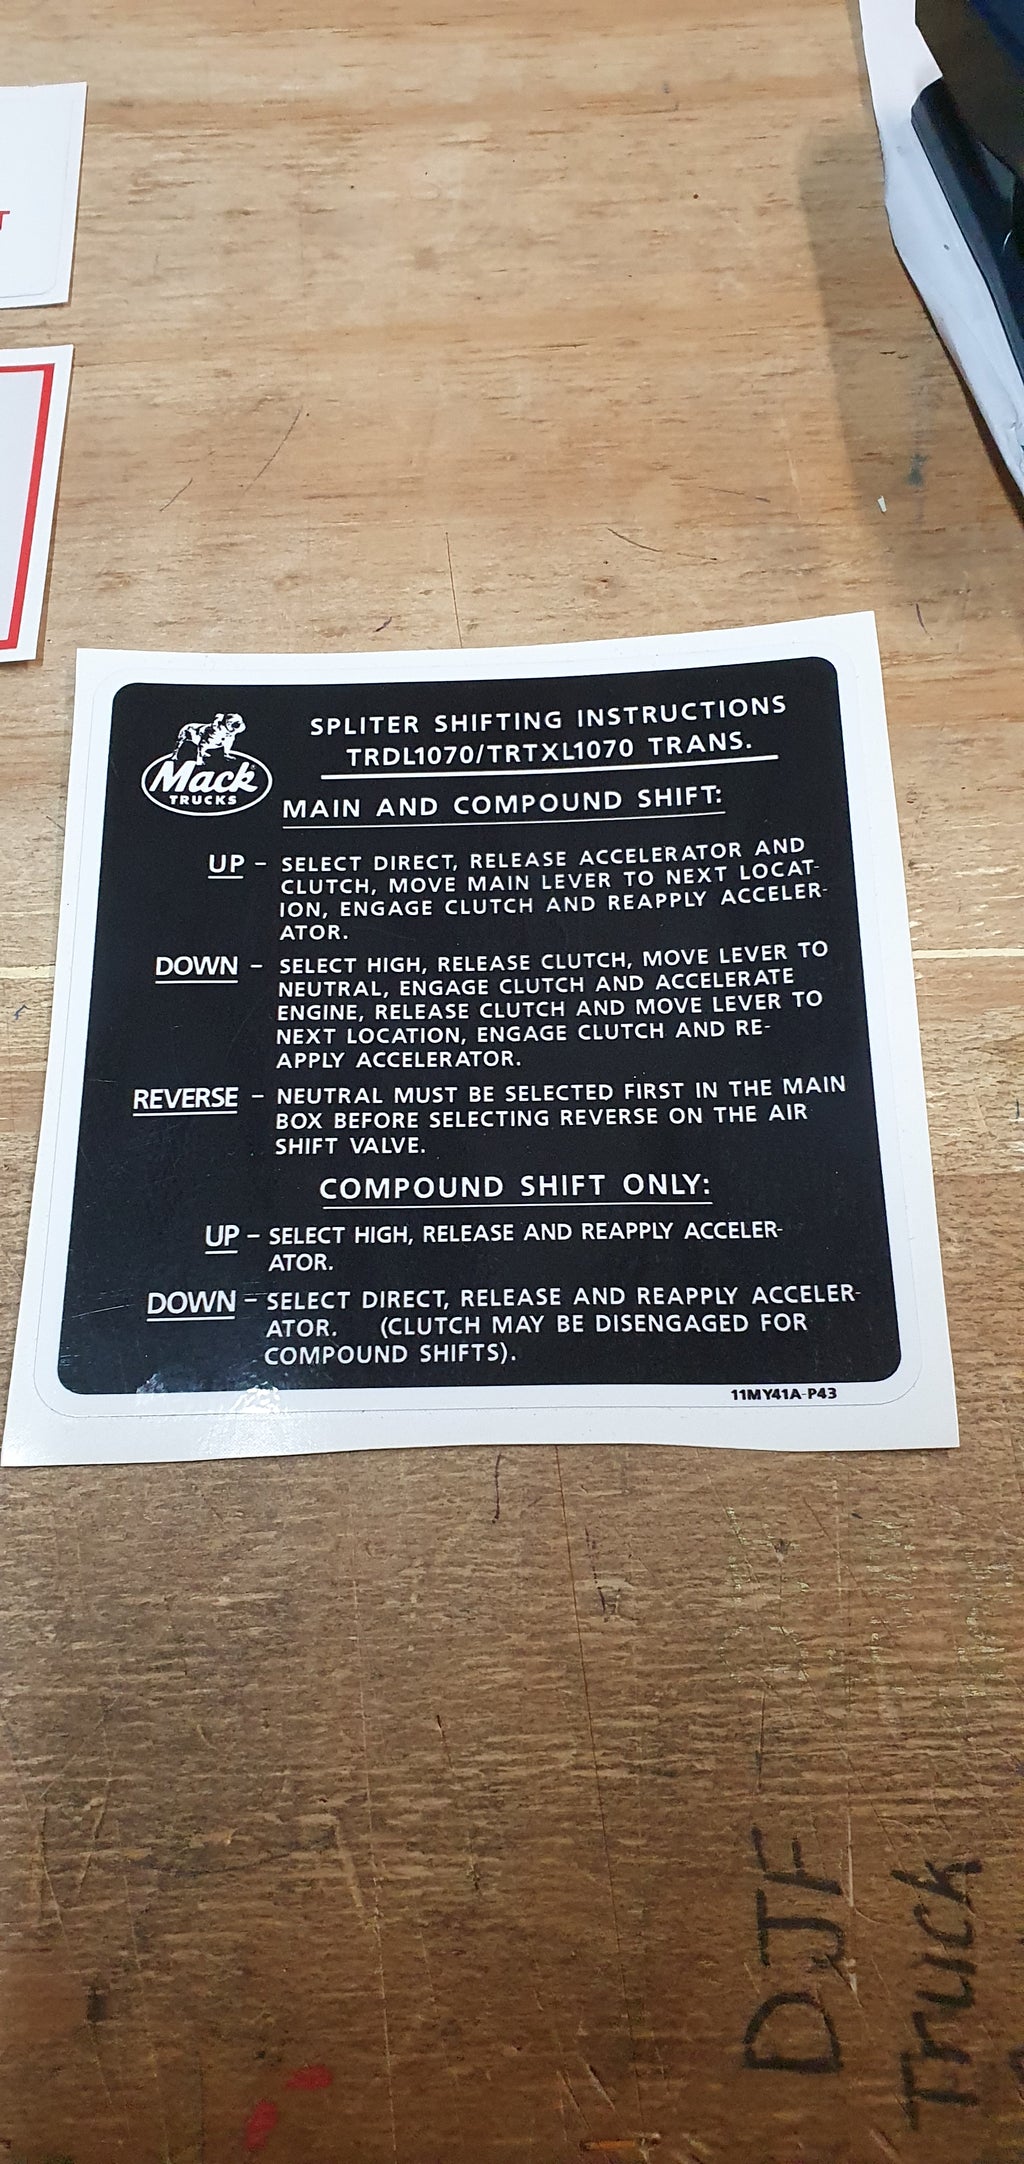 Mack
TRUCKS
SPLITER SHIFTING INSTRUCTIONS
TRDL1070/TRTXL1070 TRANS.
MAIN AND COMPOUND SHIFT:
UP - SELECT DIRECT, RELEASE ACCELERATOR AND
CLUTCH, MOVE MAIN LEVER TO NEXT LOCAT-
ION, ENGAGE CLUTCH AND REAPPLY ACCELER-
ATOR.
DOWN - SELECT HIGH, RELEASE CLUTCH, MOVE LEVER TO
NEUTRAL, ENGAGE CLUTCH AND ACCELERATE
ENGINE, RELEASE CLUTCH AND MOVE LEVER TO
NEXT LOCATION, ENGAGE CLUTCH AND RE-
APPLY ACCELERATOR.
REVERSE - NEUTRAL MUST BE SELECTED FIRST IN THE MAIN
BOX BEFORE SELECTING REVERSE ON THE AIR
SHIFT VALVE.
COMPOUND SHIFT ONLY:
UP - SELECT HIGH, RELEASE AND REAPPLY ACCELER-
ATOR.
DOWN - SELECT DIRECT, RELEASE AND REAPPLY ACCELER-
ATOR. (CLUTCH MAY BE DISENGAGED FOR
COMPOUND SHIFTS).
11MY41A-P43
DJF
Truck